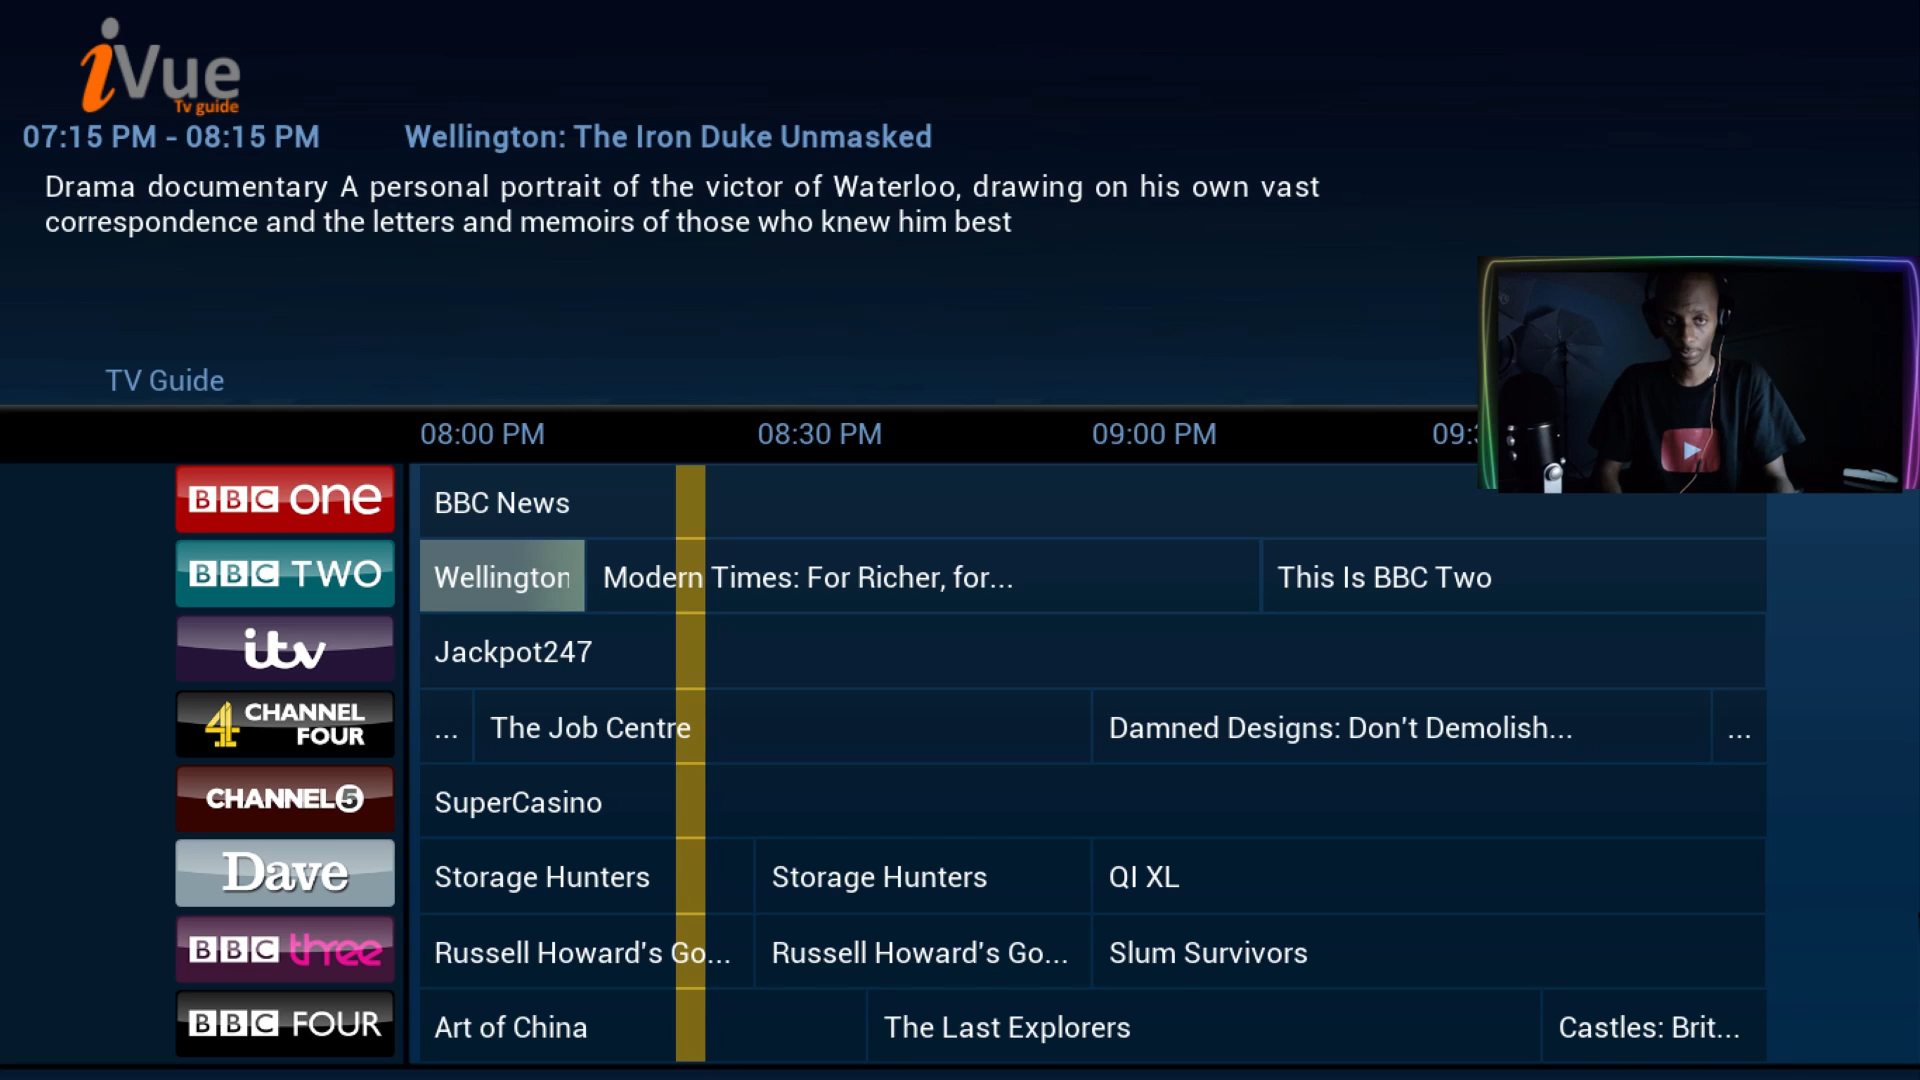 iVue
Tv guide
07:15 PM - 08:15 PM Wellington: The Iron Duke Unmasked
Drama documentary A personal portrait of the victor of Waterloo, drawing on his own vast
correspondence and the letters and memoirs of those who knew him best
TV Guide
08:00 PM 08:30 PM 09:00 PM 09:3
BBC one BBC News
BBC TWO Wellington Modern Times: For Richer, for... This Is BBC Two
itv Jackpot247
4 CHANNEL FOUR ... The Job Centre Damned Designs: Don't Demolish... ...
CHANNEL 5 SuperCasino
Dave Storage Hunters Storage Hunters QI XL
BBC three Russell Howard's Go... Russell Howard's Go... Slum Survivors
BBC FOUR Art of China The Last Explorers Castles: Brit...